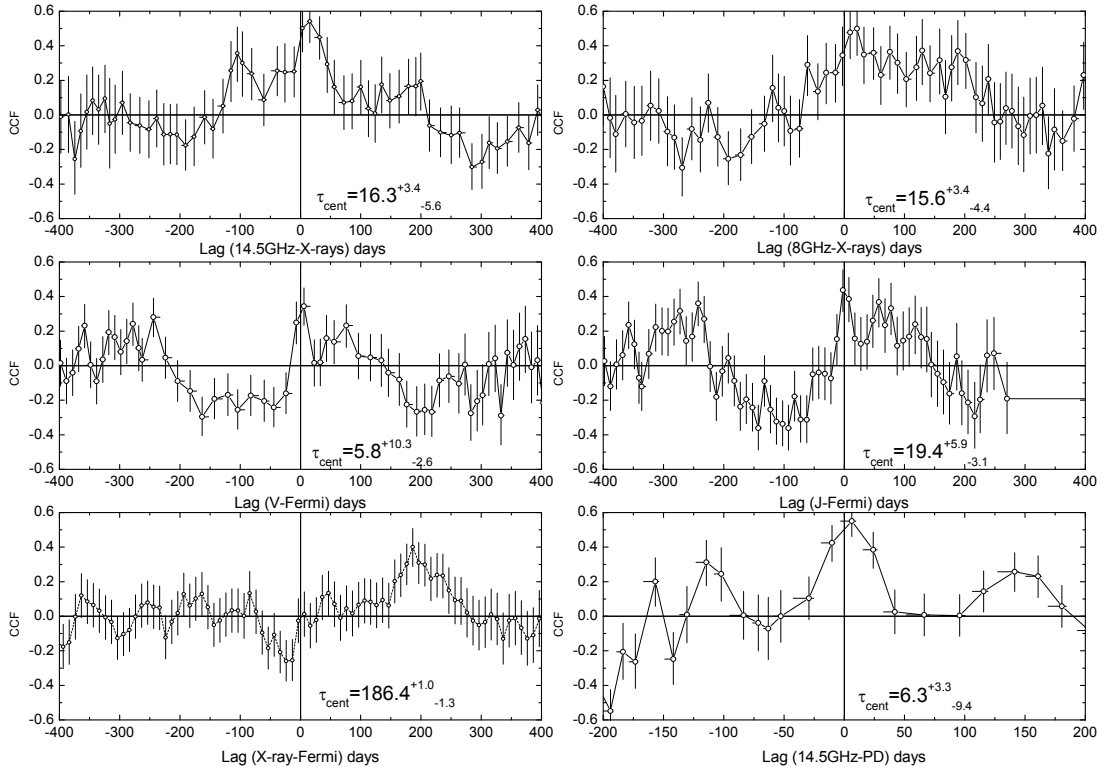 0.6
0.4
0.2
0.0
-0.2
-0.4
-0.6
CCF
τcent=16.3+3.4-5.6
-400 -300 -200 -100 0 100 200 300 400
Lag (14.5GHz-X-rays) days
0.6
0.4
0.2
0.0
-0.2
-0.4
-0.6
CCF
τcent=15.6+3.4-4.4
-400 -300 -200 -100 0 100 200 300 400
Lag (8GHz-X-rays) days
0.6
0.4
0.2
0.0
-0.2
-0.4
-0.6
CCF
τcent=5.8+10.3-2.6
-400 -300 -200 -100 0 100 200 300 400
Lag (V-Fermi) days
0.6
0.4
0.2
0.0
-0.2
-0.4
-0.6
CCF
τcent=19.4+5.9-3.1
-400 -300 -200 -100 0 100 200 300 400
Lag (J-Fermi) days
0.6
0.4
0.2
0.0
-0.2
-0.4
-0.6
CCF
τcent=186.4+1.0-1.3
-400 -300 -200 -100 0 100 200 300 400
Lag (X-ray-Fermi) days
0.6
0.4
0.2
0.0
-0.2
-0.4
-0.6
CCF
τcent=6.3+3.3-9.4
-200 -150 -100 -50 0 50 100 150 200
Lag (14.5GHz-PD) days